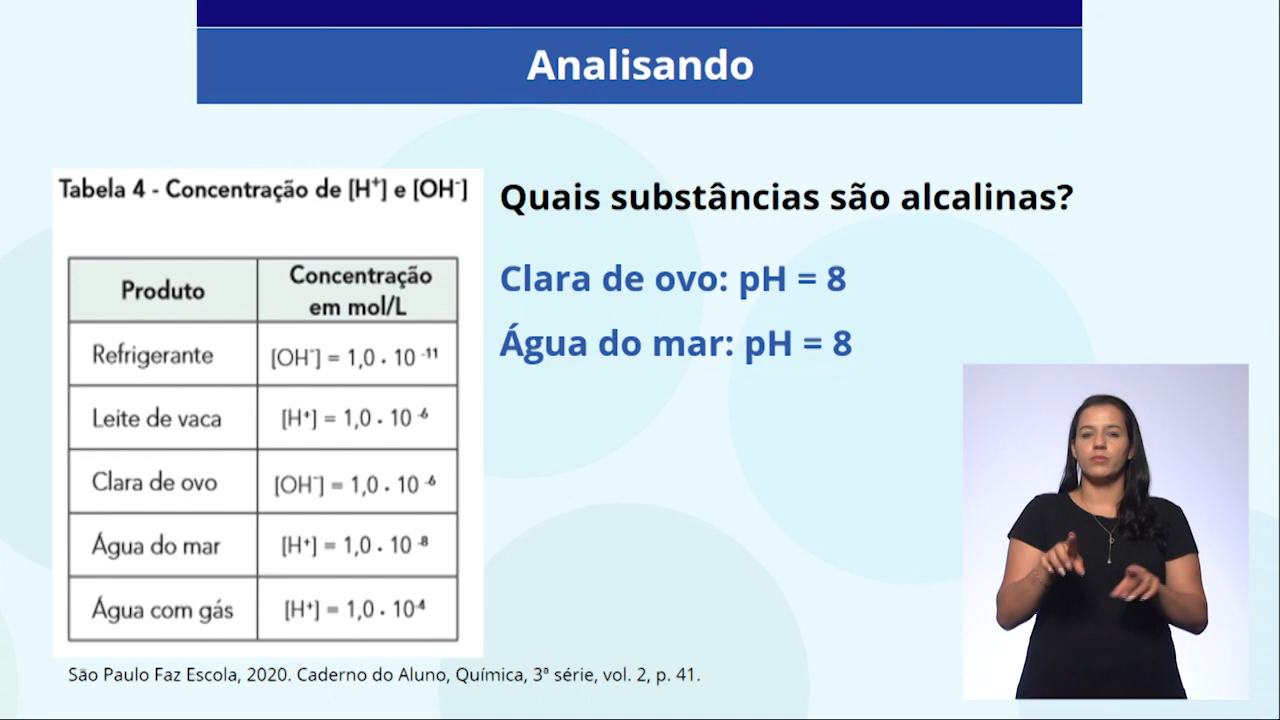 Analisando
Tabela 4 - Concentração de [H⁺] e [OH⁻]
Produto
Concentração
em mol/L
Refrigerante
[OH⁻] = 1,0 . 10 ⁻¹¹
Leite de vaca
[H⁺] = 1,0 . 10 ⁻⁶
Clara de ovo
[OH⁻] = 1,0 . 10 ⁻⁶
Água do mar
[H⁺] = 1,0 . 10 ⁻⁸
Água com gás
[H⁺] = 1,0 . 10⁻⁴
Quais substâncias são alcalinas?
Clara de ovo: pH = 8
Água do mar: pH = 8
São Paulo Faz Escola, 2020. Caderno do Aluno, Química, 3ª série, vol. 2, p. 41.